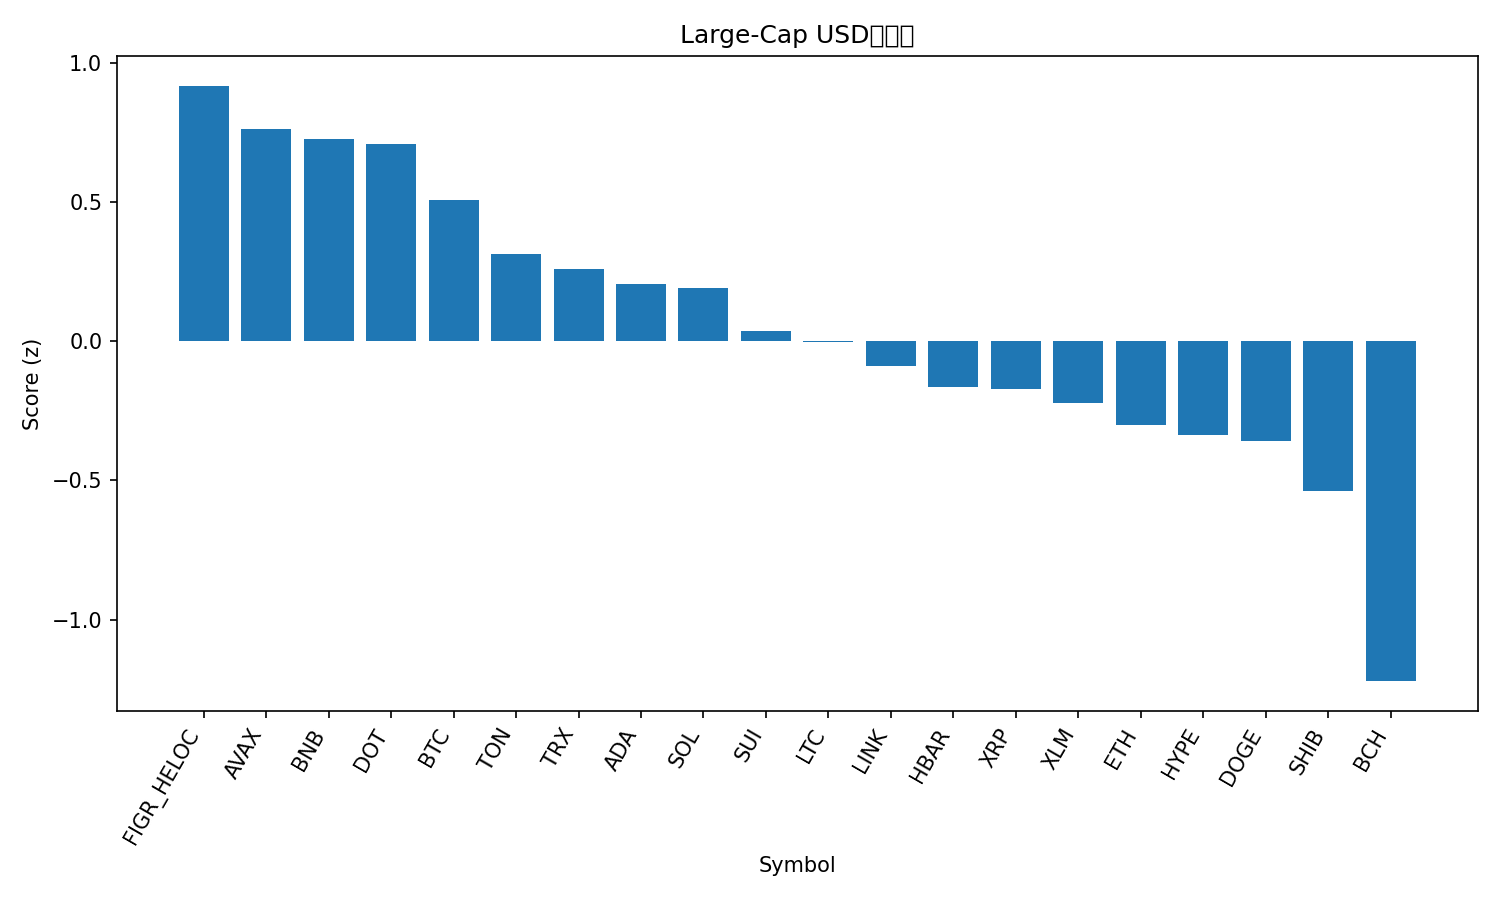 Large-Cap USD
1.0
0.5
0.0
−0.5
−1.0
Score (z)
FIGR_HELOC
AVAX
BNB
DOT
BTC
TON
TRX
ADA
SOL
SUI
LTC
LINK
HBAR
XRP
XLM
ETH
HYPE
DOGE
SHIB
BCH
Symbol